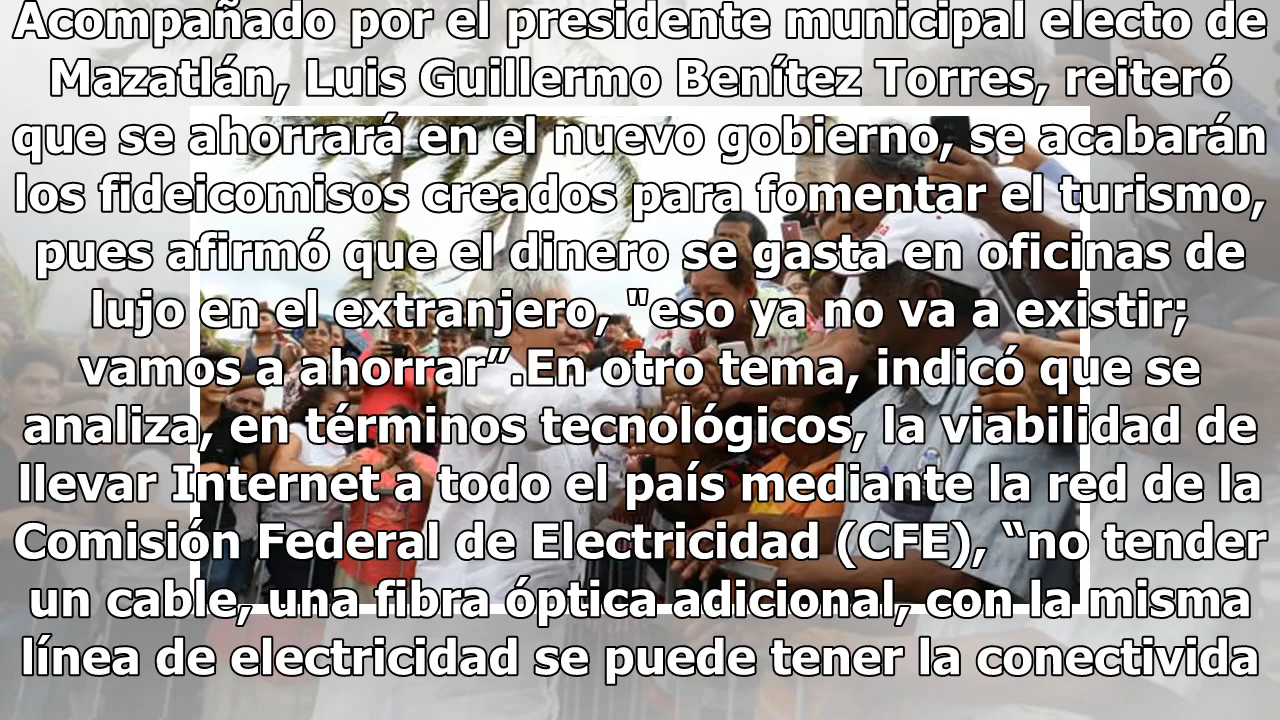 Acompañado por el presidente municipal electo de
Mazatlán, Luis Guillermo Benítez Torres, reiteró
que se ahorrará en el nuevo gobierno, se acabarán
los fideicomisos creados para fomentar el turismo,
pues afirmó que el dinero se gasta en oficinas de
lujo en el extranjero, "eso ya no va a existir;
vamos a ahorrar”.En otro tema, indicó que se
analiza, en términos tecnológicos, la viabilidad de
llevar Internet a todo el país mediante la red de la
Comisión Federal de Electricidad (CFE), “no tender
un cable, una fibra óptica adicional, con la misma
línea de electricidad se puede tener la conectivida